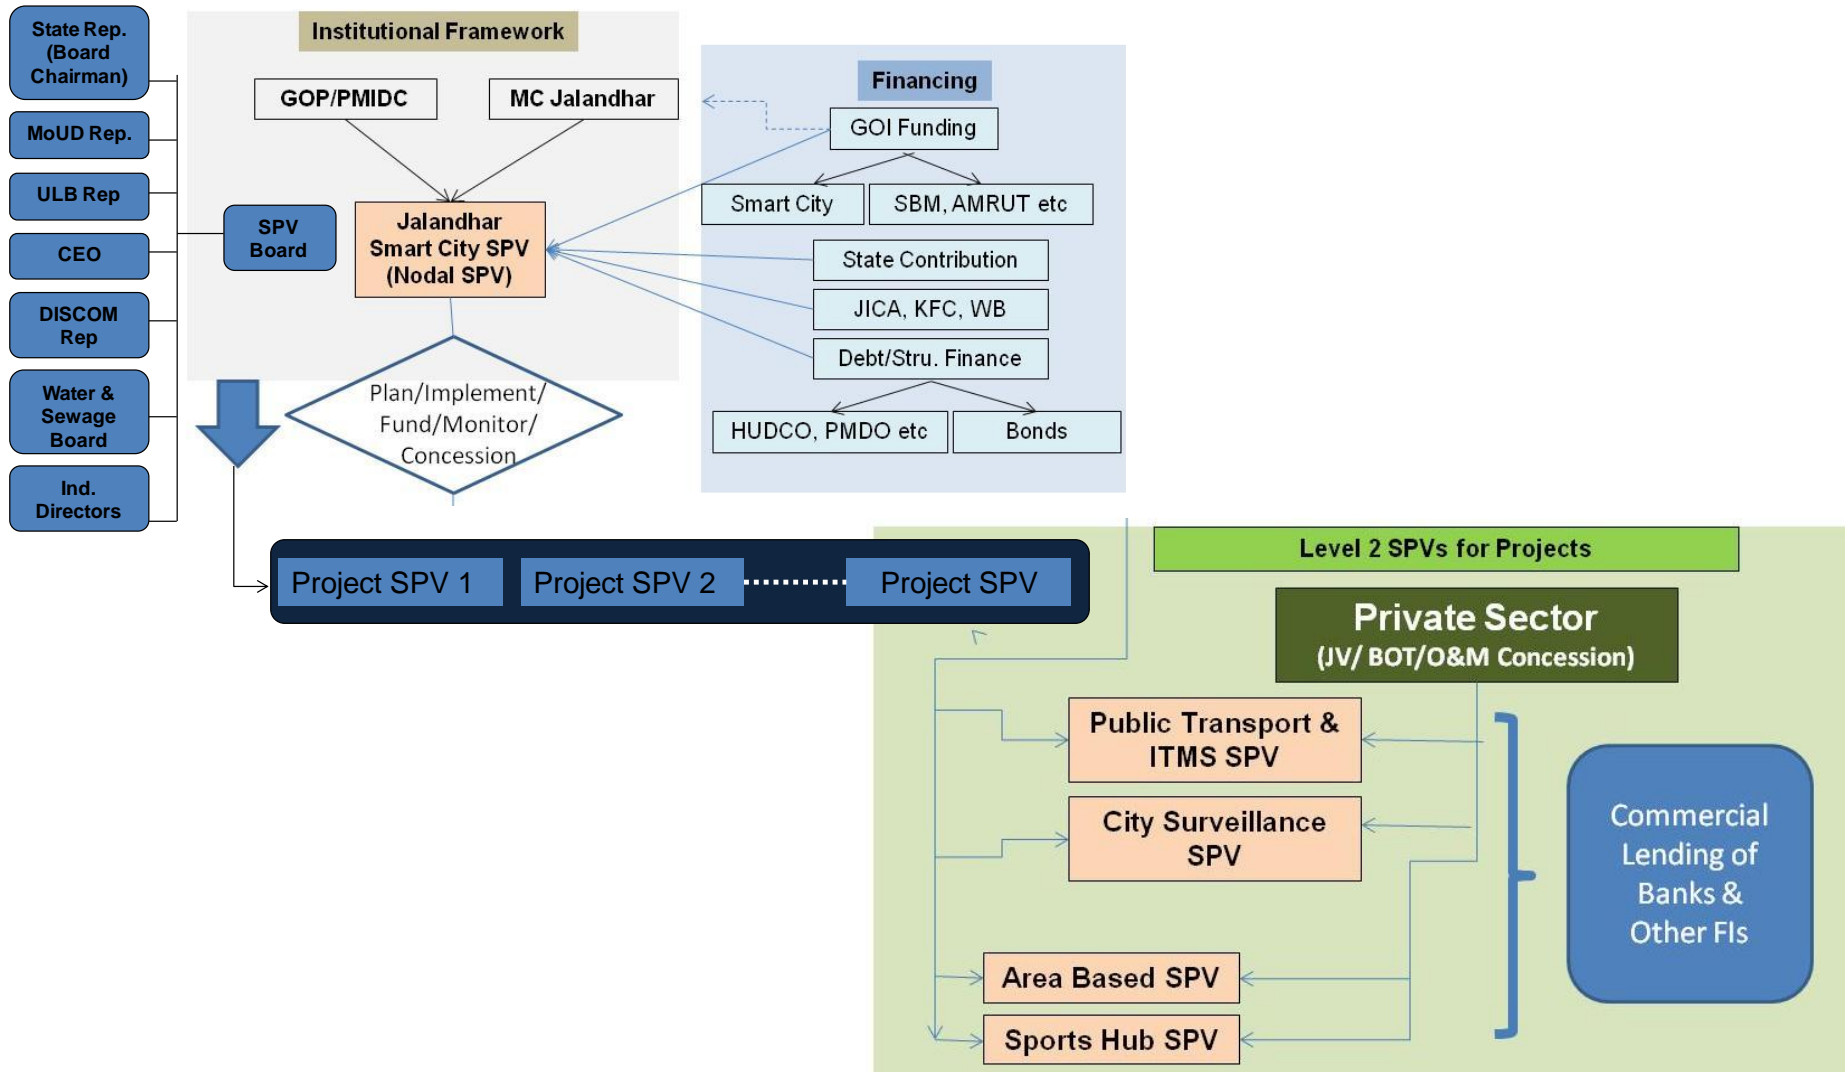 State Rep.
(Board
Chairman)
MoUD Rep.
ULB Rep
CEO
DISCOM
Rep
Water &
Sewage
Board
Ind.
Directors
SPV
Board
Institutional Framework
GOP/PMIDC
MC Jalandhar
Jalandhar
Smart City SPV
(Nodal SPV)
Plan/Implement/
Fund/Monitor/
Concession
Financing
GOI Funding
Smart City
SBM, AMRUT etc
State Contribution
JICA, KFC, WB
Debt/Stru. Finance
HUDCO, PMDO etc
Bonds
Project SPV 1
Project SPV 2
Project SPV
Level 2 SPVs for Projects
Private Sector
(JV/ BOT/O&M Concession)
Public Transport &
ITMS SPV
City Surveillance
SPV
Area Based SPV
Sports Hub SPV
Commercial
Lending of
Banks &
Other FIs